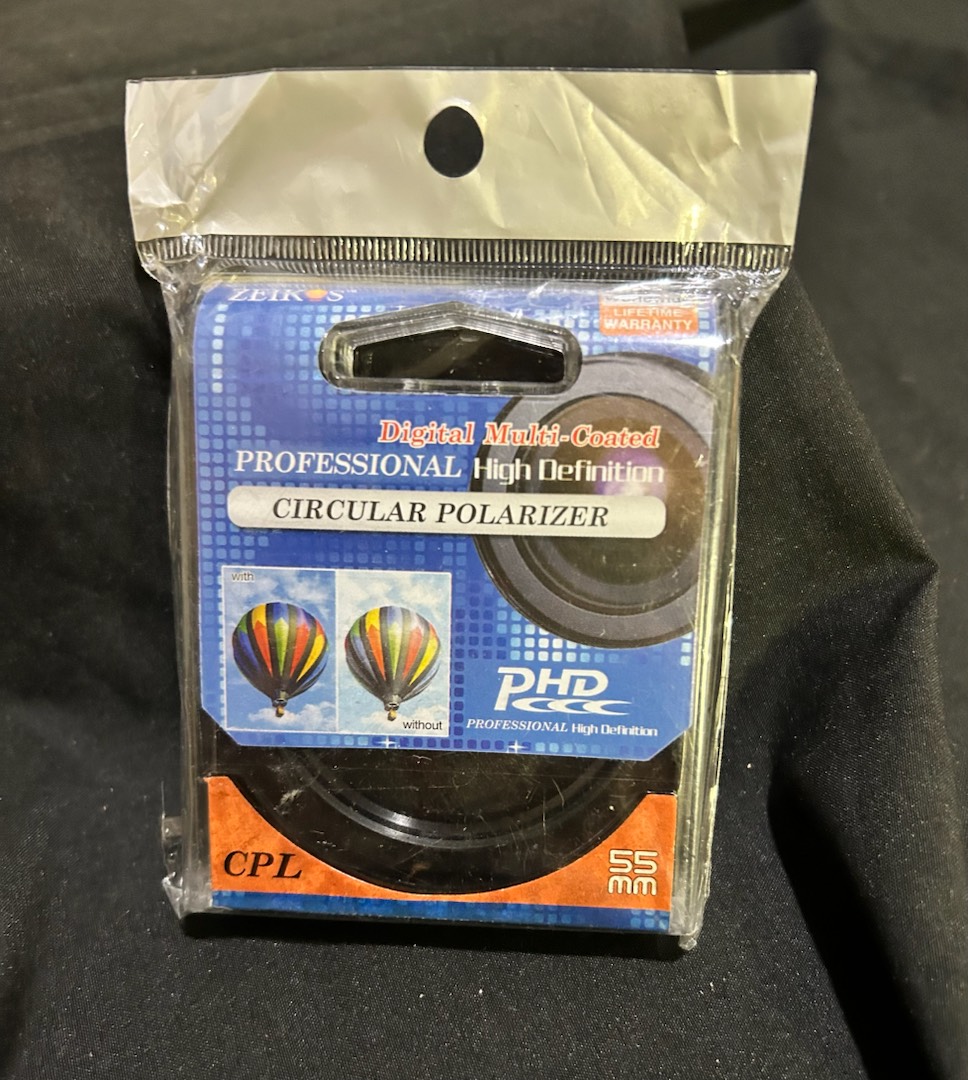 ZEIKOS™
LIFETIME
WARRANTY
Digital Multi-Coated
PROFESSIONAL High Definition
CIRCULAR POLARIZER
with
without
PHD
PROFESSIONAL High Definition
CPL
55
mm